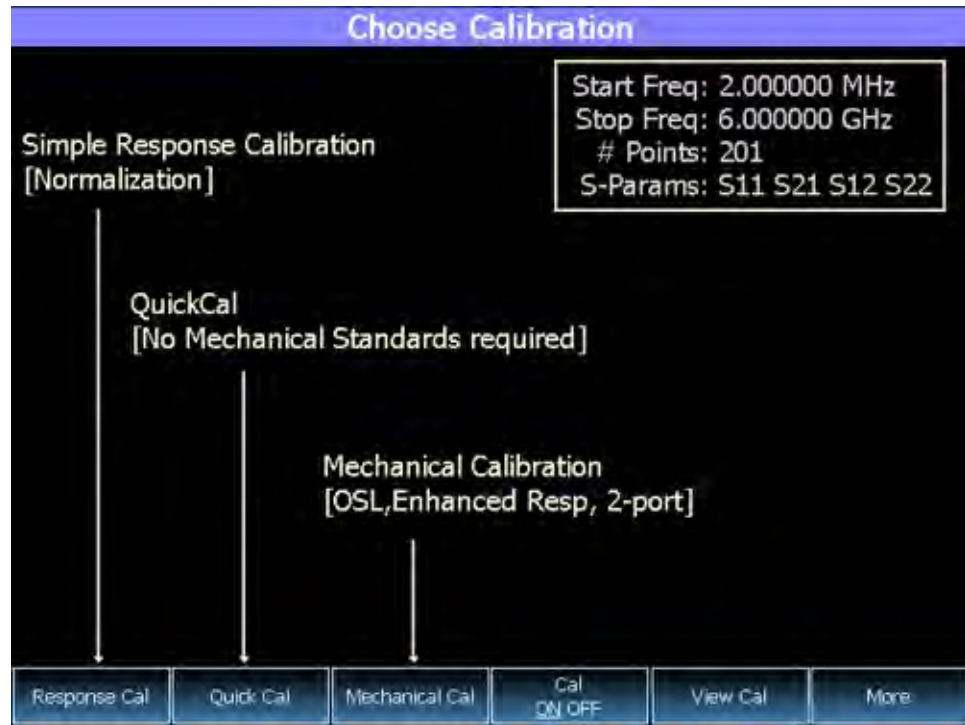 Choose Calibration
Start Freq: 2.000000 MHz
Stop Freq: 6.000000 GHz
# Points: 201
S-Params: S11 S21 S12 S22
Simple Response Calibration
[Normalization]
QuickCal
[No Mechanical Standards required]
Mechanical Calibration
[OSL,Enhanced Resp, 2-port]
Response Cal
Quick Cal
Mechanical Cal
Cal
ON OFF
View Cal
More